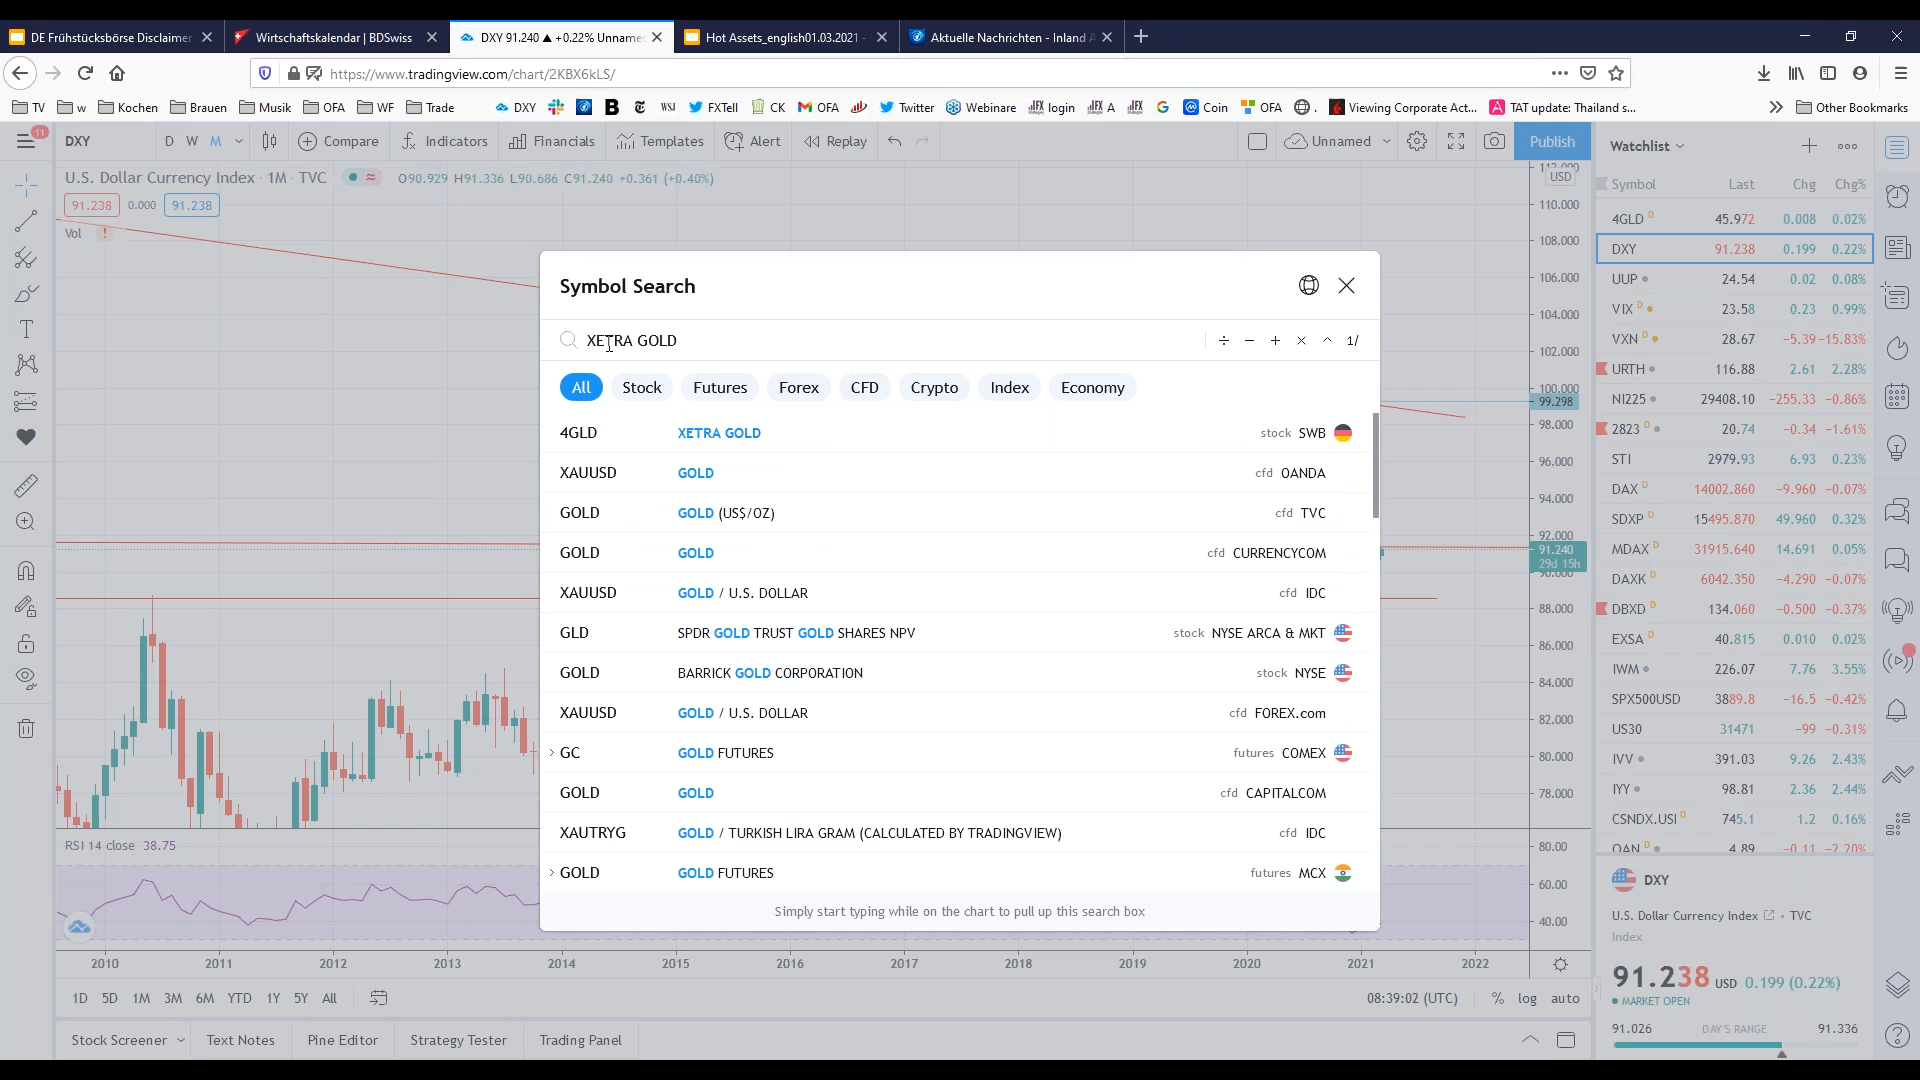 DE Frühstücksbörse Disclaimer
Wirtschaftskalendar | BDSwiss
DXY 91.240 ▲ +0.22% Unname
Hot Assets_english01.03.2021 -
Aktuelle Nachrichten - Inland
https://www.tradingview.com/chart/2KBX6kLS/
TV w Kochen Brauen Musik OFA WF Trade DXY B WSJ FXTell CK OFA Twitter Webinare login A G Coin OFA . Viewing Corporate Act... TAT update: Thailand s... Other Bookmarks
11 DXY D W M Compare Indicators Financials Templates Alert Replay Unnamed Publish
U.S. Dollar Currency Index · 1M · TVC O90.929 H91.336 L90.686 C91.240 +0.361 (+0.40%)
91.238 0.000 91.238
Vol !
112.000
USD
110.000
108.000
106.000
104.000
102.000
100.000
99.298
98.000
96.000
94.000
92.000
91.240
29d 15h
90.000
88.000
86.000
84.000
82.000
80.000
78.000
Symbol Search
XETRA GOLD ÷ − + × ^ 1/
All Stock Futures Forex CFD Crypto Index Economy
4GLD XETRA GOLD stock SWB
XAUUSD GOLD cfd OANDA
GOLD GOLD (US$/OZ) cfd TVC
GOLD GOLD cfd CURRENCYCOM
XAUUSD GOLD / U.S. DOLLAR cfd IDC
GLD SPDR GOLD TRUST GOLD SHARES NPV stock NYSE ARCA & MKT
GOLD BARRICK GOLD CORPORATION stock NYSE
XAUUSD GOLD / U.S. DOLLAR cfd FOREX.com
GC GOLD FUTURES futures COMEX
GOLD GOLD cfd CAPITALCOM
XAUTRYG GOLD / TURKISH LIRA GRAM (CALCULATED BY TRADINGVIEW) cfd IDC
GOLD GOLD FUTURES futures MCX
Simply start typing while on the chart to pull up this search box
RSI 14 close 38.75
80.00
60.00
40.00
2010 2011 2012 2013 2014 2015 2016 2017 2018 2019 2020 2021 2022
1D 5D 1M 3M 6M YTD 1Y 5Y All 08:39:02 (UTC) % log auto
Stock Screener Text Notes Pine Editor Strategy Tester Trading Panel
Watchlist
Symbol Last Chg Chg%
4GLD D 45.972 0.008 0.02%
DXY 91.238 0.199 0.22%
UUP 24.54 0.02 0.08%
VIX D 23.58 0.23 0.99%
VXN D 28.67 -5.39 -15.83%
URTH 116.88 2.61 2.28%
NI225 29408.10 -255.33 -0.86%
2823 D 20.74 -0.34 -1.61%
STI 2979.93 6.93 0.23%
DAX D 14002.860 -9.960 -0.07%
SDXP D 15495.870 49.960 0.32%
MDAX D 31915.640 14.691 0.05%
DAXK D 6042.350 -4.290 -0.07%
DBXD D 134.060 -0.500 -0.37%
EXSA D 40.815 0.010 0.02%
IWM 226.07 7.76 3.55%
SPX500USD 3889.8 -16.5 -0.42%
US30 31471 -99 -0.31%
IVV 391.03 9.26 2.43%
IYY 98.81 2.36 2.44%
CSNDX.USI D 745.1 1.2 0.16%
OAN D 4.89 -0.11 -2.20%
DXY
U.S. Dollar Currency Index · TVC
Index
91.238 USD 0.199 (0.22%)
MARKET OPEN
91.026 DAY'S RANGE 91.336